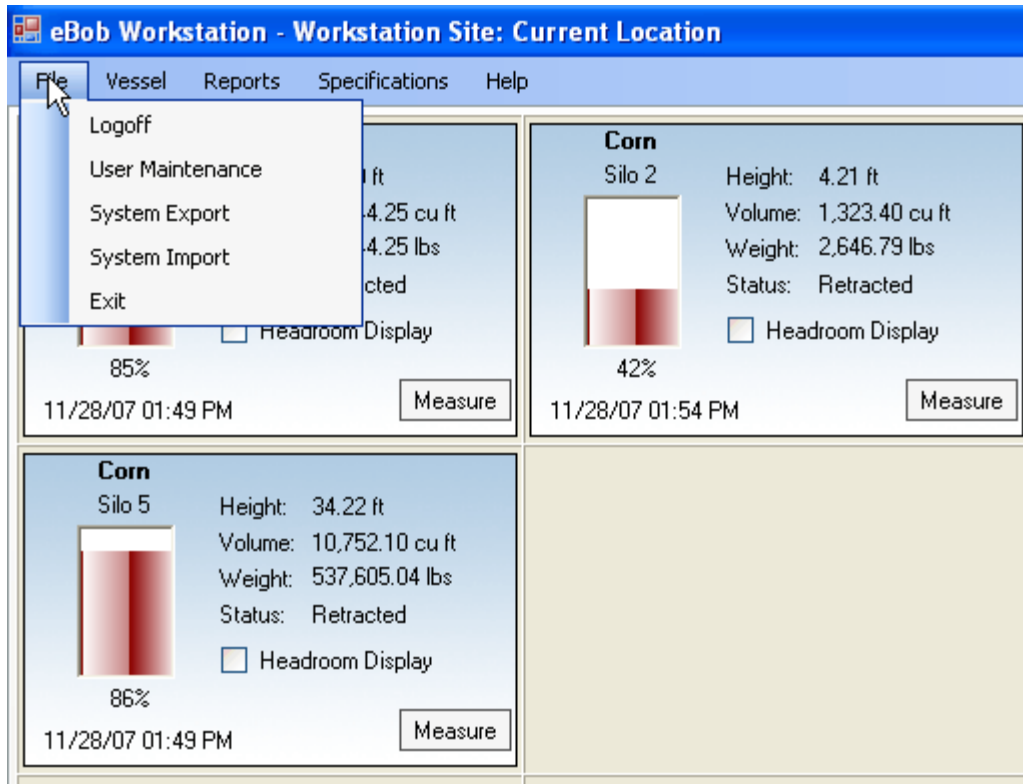 eBob Workstation - Workstation Site: Current Location
File Vessel Reports Specifications Help
Logoff
User Maintenance
System Export
System Import
Exit
ft
4.25 cu ft
4.25 lbs
cted
Headroom Display
85%
11/28/07 01:49 PM
Measure
Corn
Silo 2
Height: 4.21 ft
Volume: 1,323.40 cu ft
Weight: 2,646.79 lbs
Status: Retracted
Headroom Display
42%
11/28/07 01:54 PM
Measure
Corn
Silo 5
Height: 34.22 ft
Volume: 10,752.10 cu ft
Weight: 537,605.04 lbs
Status: Retracted
Headroom Display
86%
11/28/07 01:49 PM
Measure